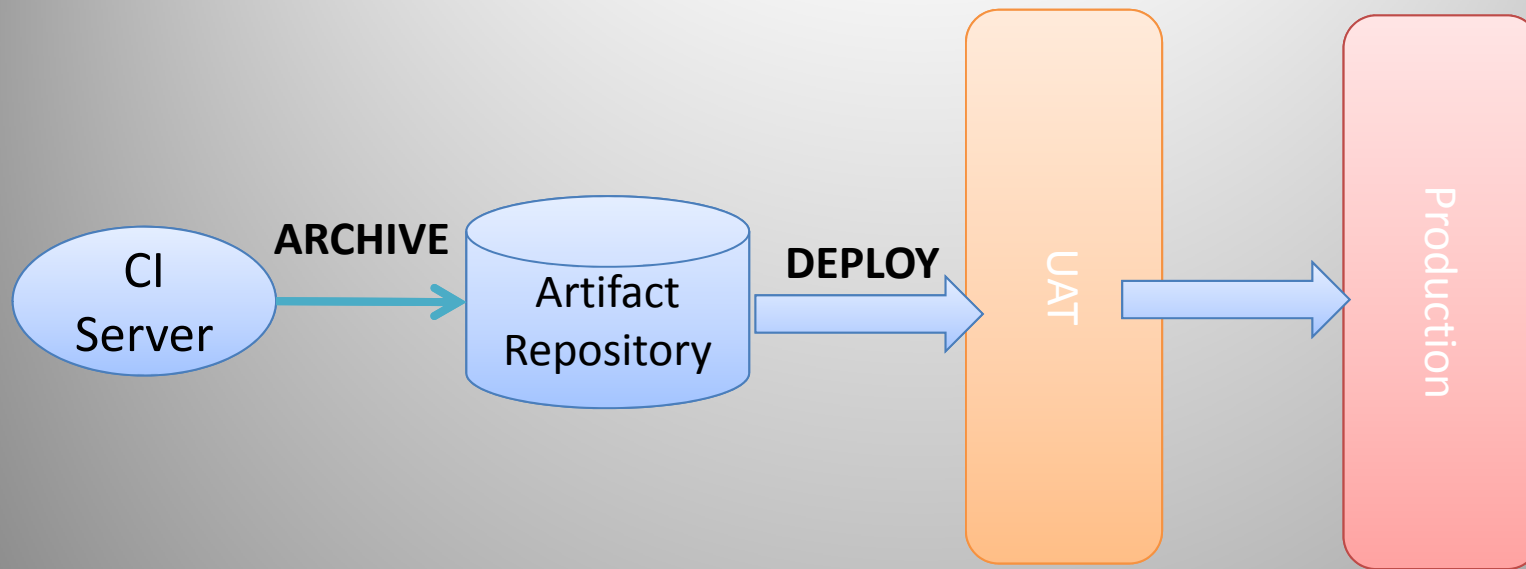 CI
Server
ARCHIVE
Artifact
Repository
DEPLOY
UAT
Production